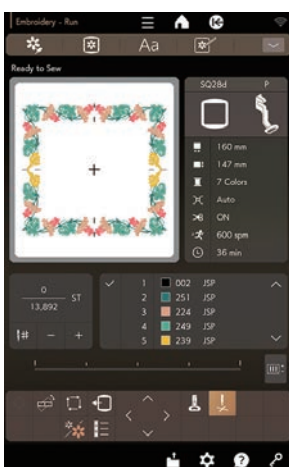 Embroidery - Run
Aa
Ready to Sew
SQ28d P
160 mm
147 mm
7 Colors
Auto
ON
600 spm
36 min
0
13,892
ST
1 002 JSP
2 251 JSP
3 224 JSP
4 249 JSP
5 239 JSP
#
- +
?